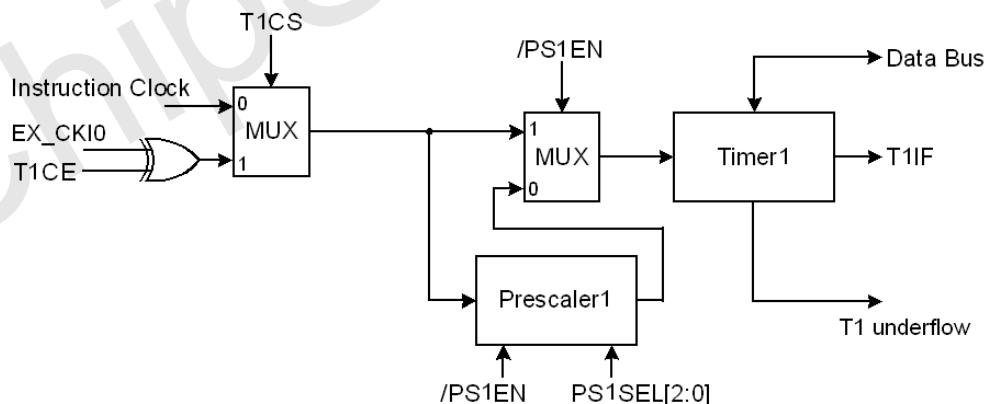 T1CS
/PS1EN
Data Bus
Instruction Clock
0
MUX
EX_CKI0
1
T1CE
1
MUX
0
Timer1
T1IF
Prescaler1
T1 underflow
/PS1EN
PS1SEL[2:0]